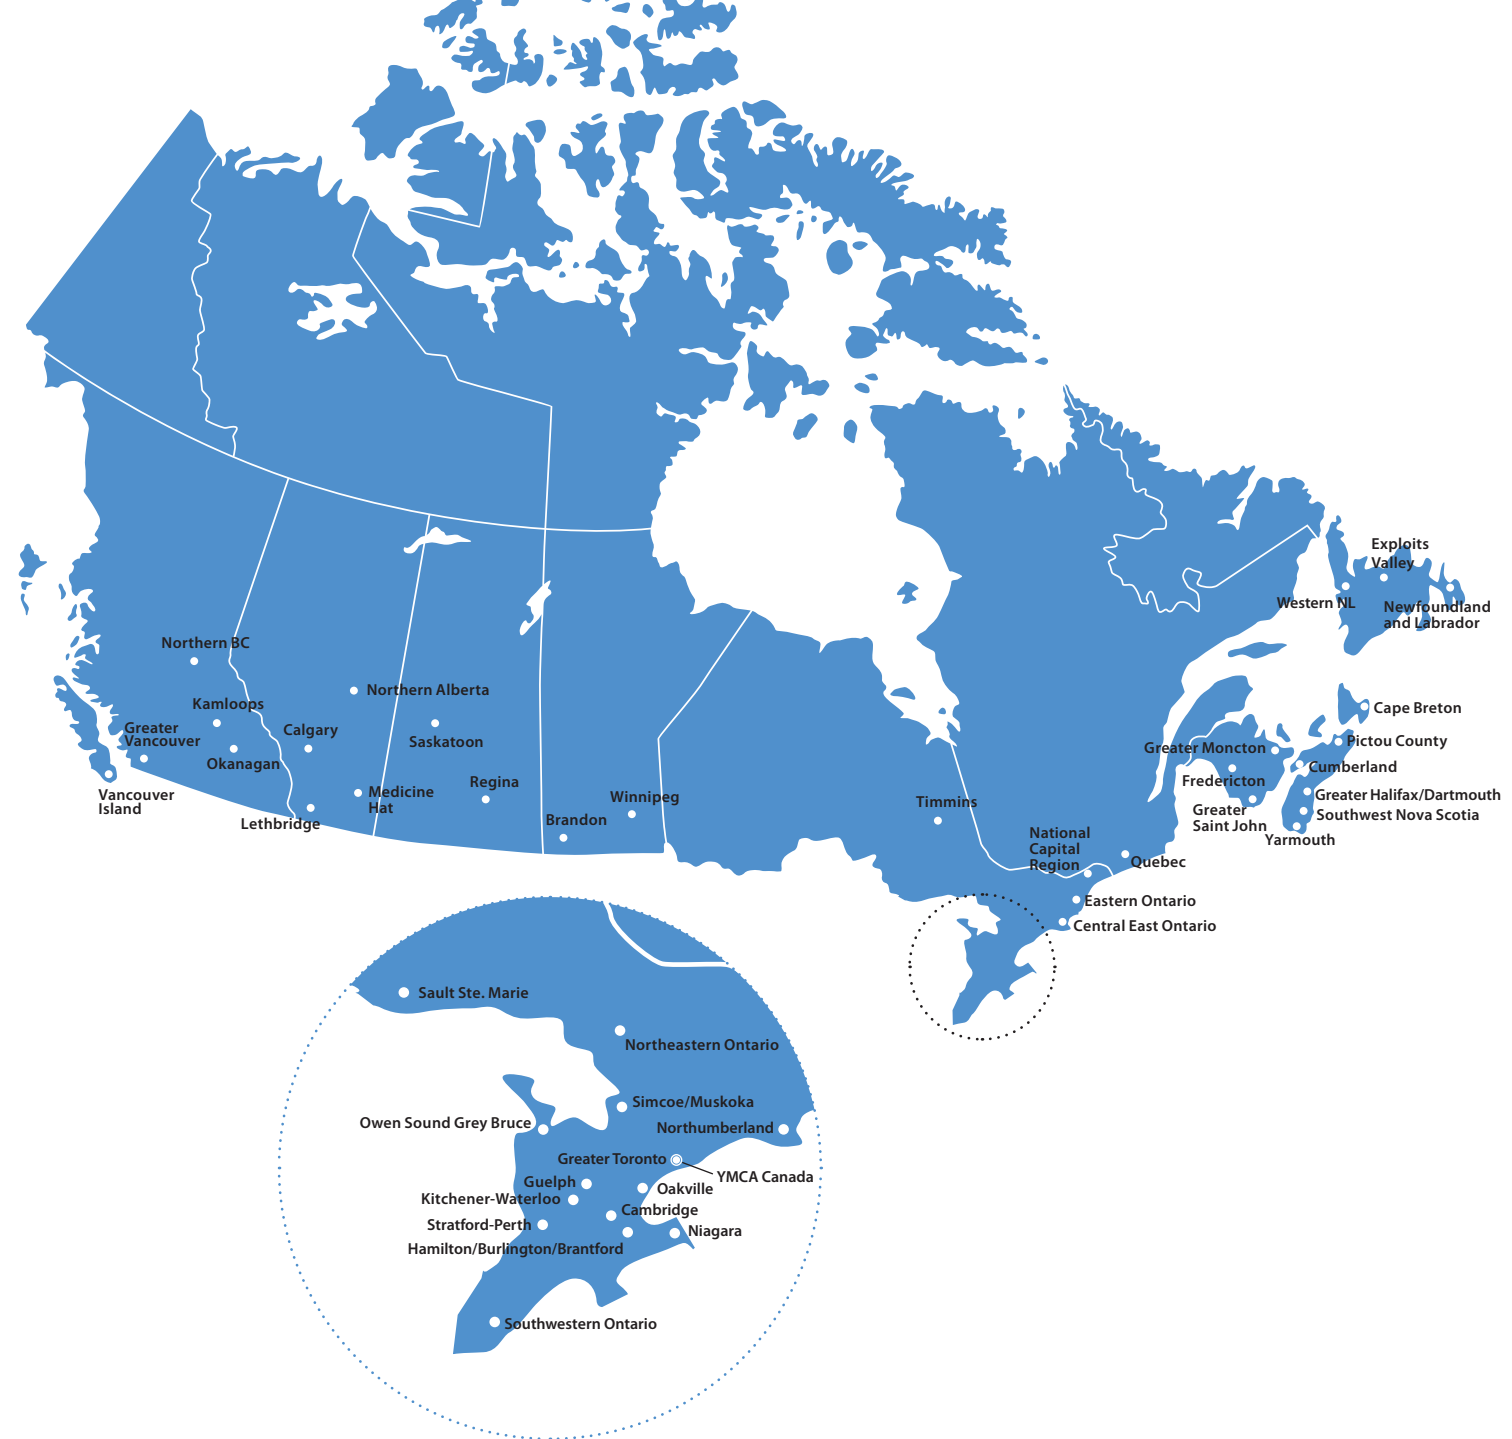 Exploits
Valley
Western NL
Newfoundland
and Labrador
Northern BC
Northern Alberta
Kamloops
Greater
Vancouver
Calgary
Saskatoon
Okanagan
Cape Breton
Pictou County
Greater Moncton
Cumberland
Fredericton
Vancouver
Island
Medicine
Hat
Regina
Winnipeg
Timmins
Greater Halifax/Dartmouth
Greater
Saint John
Southwest Nova Scotia
Lethbridge
Brandon
National
Capital
Region
Yarmouth
Quebec
Eastern Ontario
Central East Ontario
Sault Ste. Marie
Northeastern Ontario
Simcoe/Muskoka
Owen Sound Grey Bruce
Northumberland
Greater Toronto
YMCA Canada
Guelph
Oakville
Kitchener-Waterloo
Cambridge
Stratford-Perth
Niagara
Hamilton/Burlington/Brantford
Southwestern Ontario